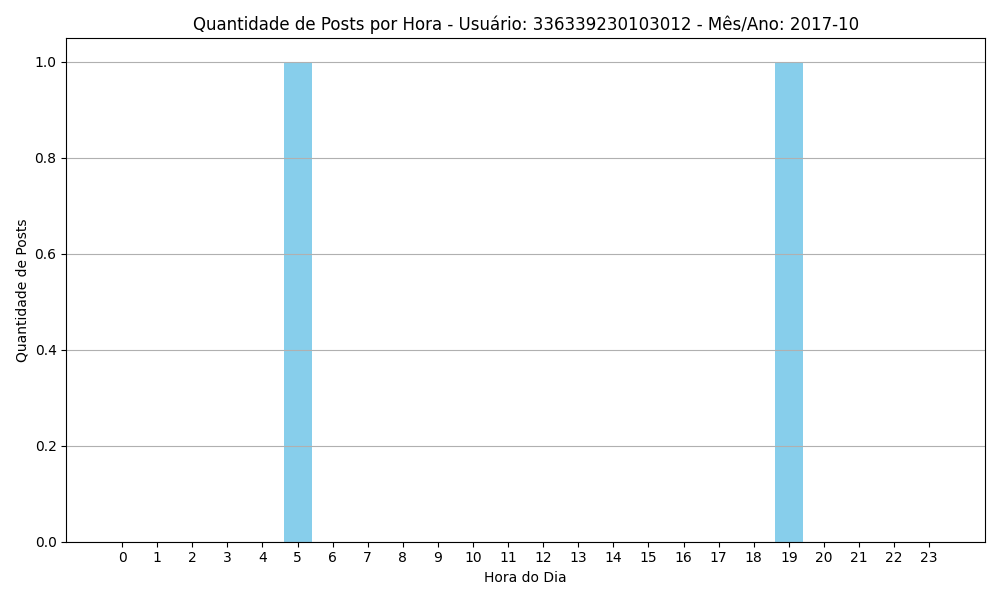 Quantidade de Posts por Hora - Usuário: 336339230103012 - Mês/Ano: 2017-10
Quantidade de Posts
1.0
0.8
0.6
0.4
0.2
0.0
0 1 2 3 4 5 6 7 8 9 10 11 12 13 14 15 16 17 18 19 20 21 22 23
Hora do Dia